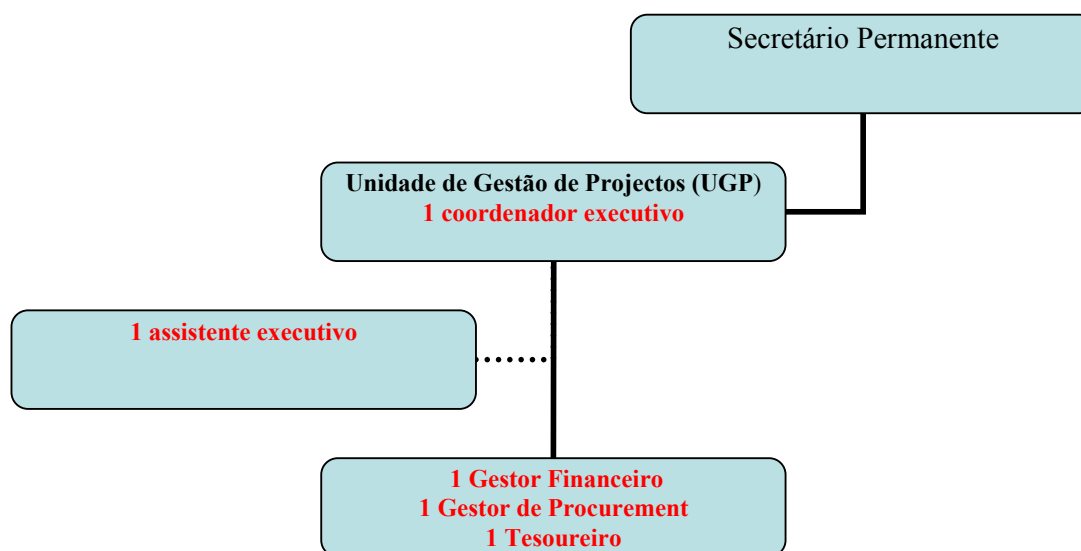 Secretário Permanente
Unidade de Gestão de Projectos (UGP)
1 coordenador executivo
1 assistente executivo
1 Gestor Financeiro
1 Gestor de Procurement
1 Tesoureiro